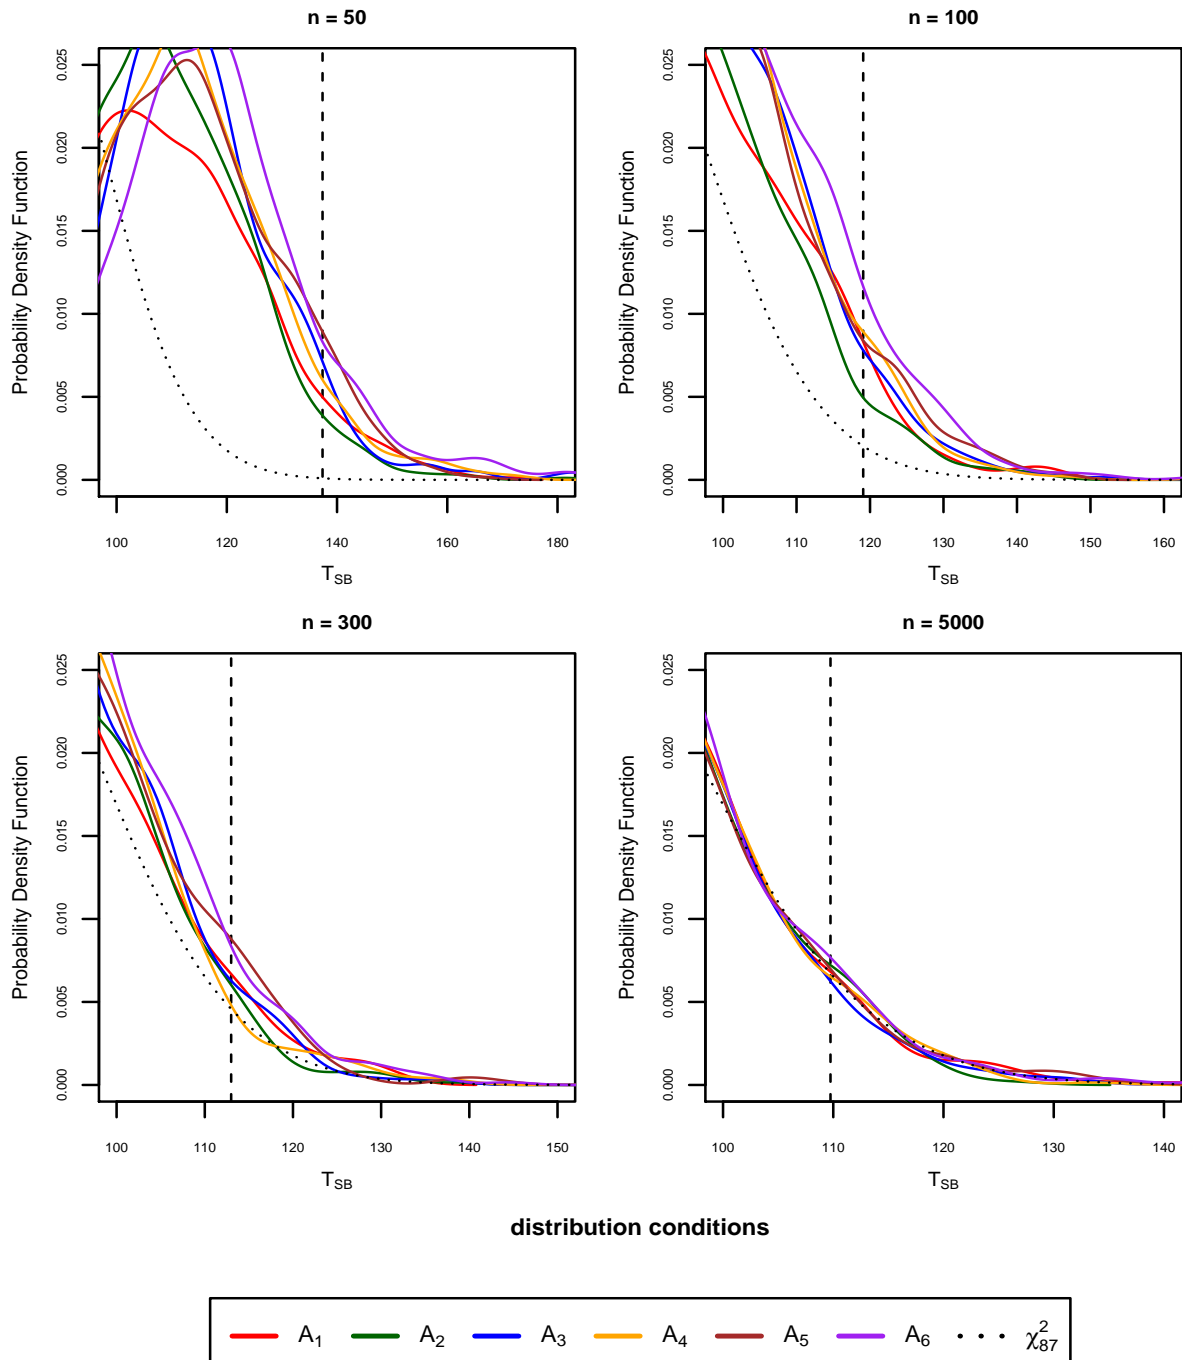 n = 50
n = 100
Probability Density Function
0.000 0.005 0.010 0.015 0.020 0.025
100 120 140 160 180
T_SB
Probability Density Function
0.000 0.005 0.010 0.015 0.020 0.025
100 110 120 130 140 150 160
T_SB
n = 300
n = 5000
Probability Density Function
0.000 0.005 0.010 0.015 0.020 0.025
100 110 120 130 140 150
T_SB
Probability Density Function
0.000 0.005 0.010 0.015 0.020 0.025
100 110 120 130 140
T_SB
distribution conditions
A₁ A₂ A₃ A₄ A₅ A₆ χ²₈₇